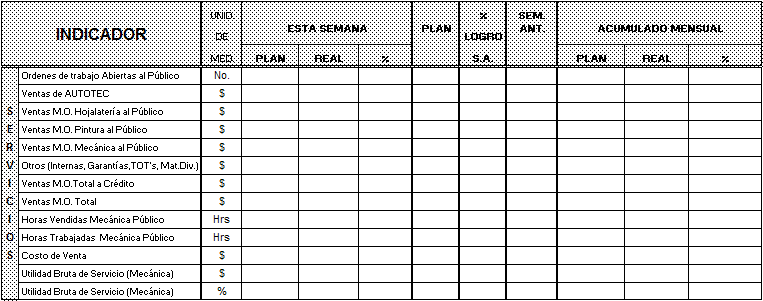 INDICADOR UNID. DE MED. ESTA SEMANA PLAN % LOGRO S.A. SEM. ANT. ACUMULADO MENSUAL
PLAN REAL % PLAN REAL %
SERVICIOS
Ordenes de trabajo Abiertas al Público No.
Ventas de AUTOTEC $
Ventas M.O. Hojalatería al Público $
Ventas M.O. Pintura al Público $
Ventas M.O. Mecánica al Público $
Otros (Internas, Garantías,TOT's, Mat.Div.) $
Ventas M.O.Total a Crédito $
Ventas M.O. Total $
Horas Vendidas Mecánica Público Hrs
Horas Trabajadas Mecánica Público Hrs
Costo de Venta $
Utilidad Bruta de Servicio (Mecánica) $
Utilidad Bruta de Servicio (Mecánica) %